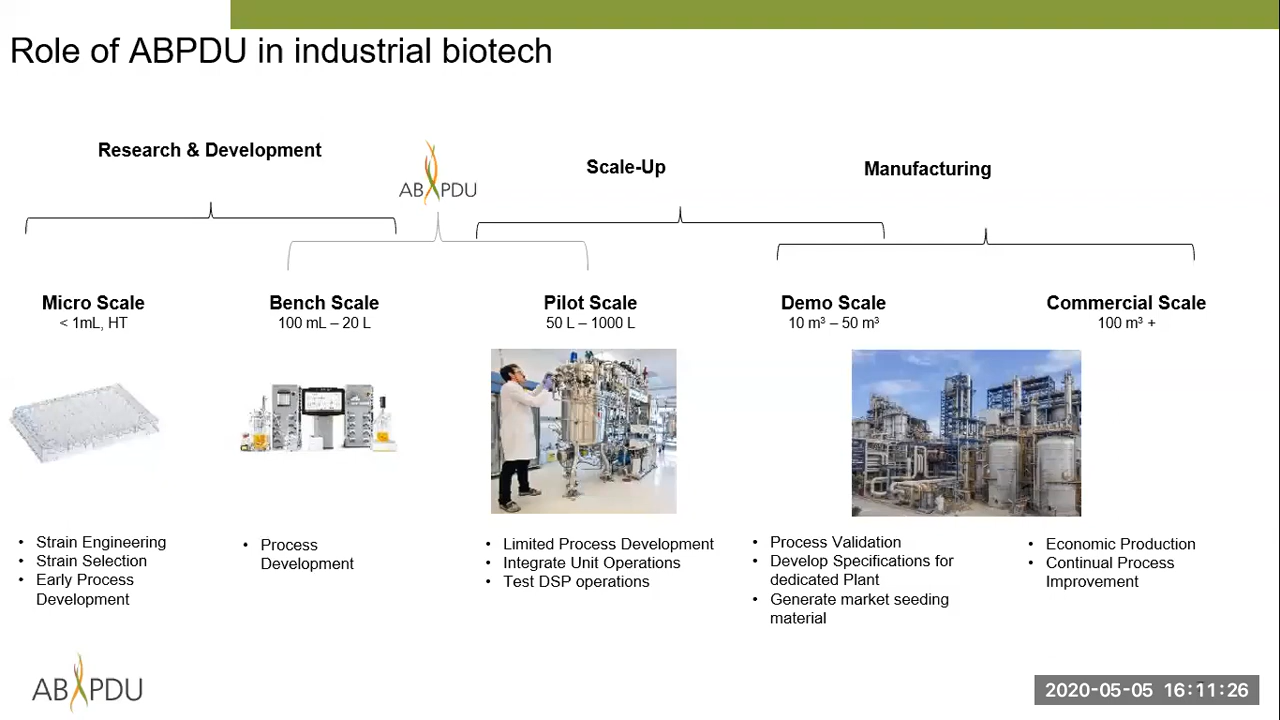 Role of ABPDU in industrial biotech
Research & Development
ABPDU
Scale-Up
Manufacturing
Micro Scale
< 1mL, HT
Bench Scale
100 mL – 20 L
Pilot Scale
50 L – 1000 L
Demo Scale
10 m³ – 50 m³
Commercial Scale
100 m³ +
• Strain Engineering
• Strain Selection
• Early Process
Development
• Process
Development
• Limited Process Development
• Integrate Unit Operations
• Test DSP operations
• Process Validation
• Develop Specifications for
dedicated Plant
• Generate market seeding
material
• Economic Production
• Continual Process
Improvement
ABPDU
2020-05-05 16:11:26